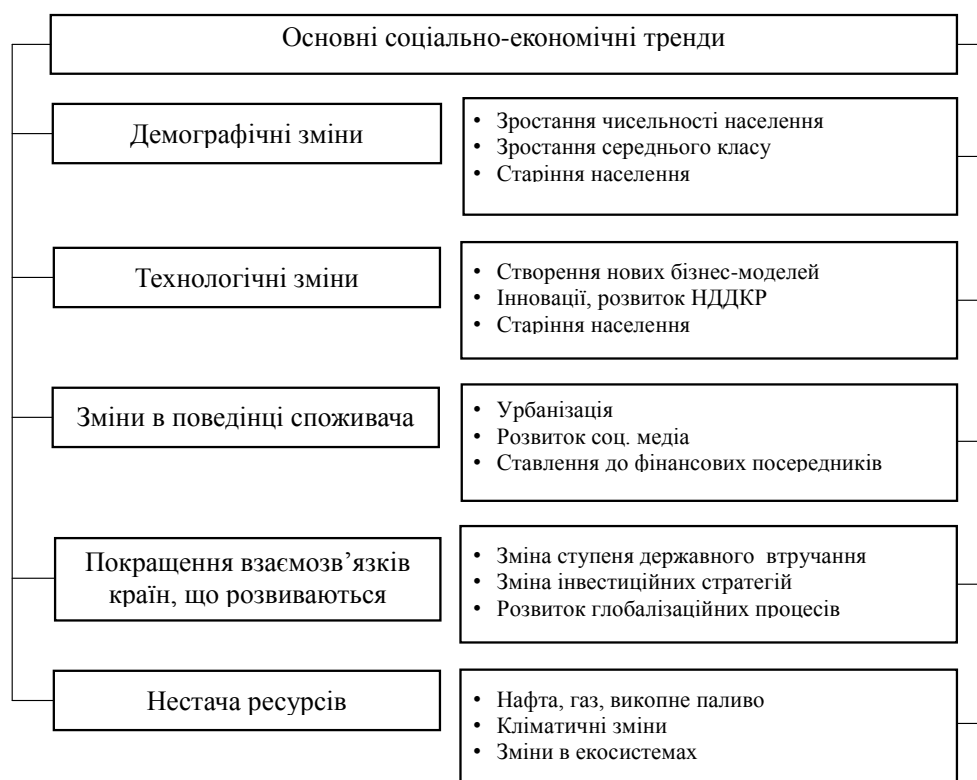 Основні соціально-економічні тренди
Демографічні зміни
• Зростання чисельності населення
• Зростання середнього класу
• Старіння населення
Технологічні зміни
• Створення нових бізнес-моделей
• Інновації, розвиток НДДКР
• Старіння населення
Зміни в поведінці споживача
• Урбанізація
• Розвиток соц. медіа
• Ставлення до фінансових посередників
Покращення взаємозв’язків
країн, що розвиваються
• Зміна ступеня державного втручання
• Зміна інвестиційних стратегій
• Розвиток глобалізаційних процесів
Нестача ресурсів
• Нафта, газ, викопне паливо
• Кліматичні зміни
• Зміни в екосистемах